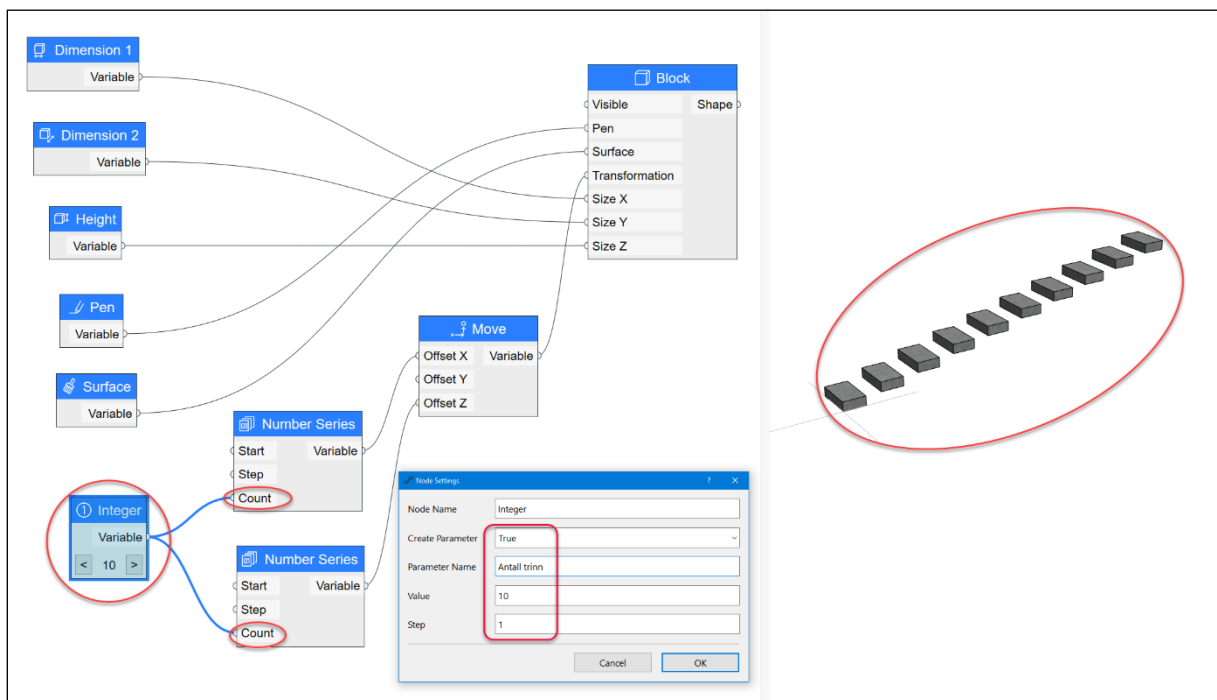 Dimension 1
Variable
Dimension 2
Variable
Height
Variable
Pen
Variable
Surface
Variable
Integer
Variable
< 10 >
Number Series
Start Variable
Step
Count
Number Series
Start Variable
Step
Count
Move
Offset X Variable
Offset Y
Offset Z
Block
Visible Shape
Pen
Surface
Transformation
Size X
Size Y
Size Z
Node Settings ? ×
Node Name Integer
Create Parameter True
Parameter Name Antall trinn
Value 10
Step 1
Cancel OK